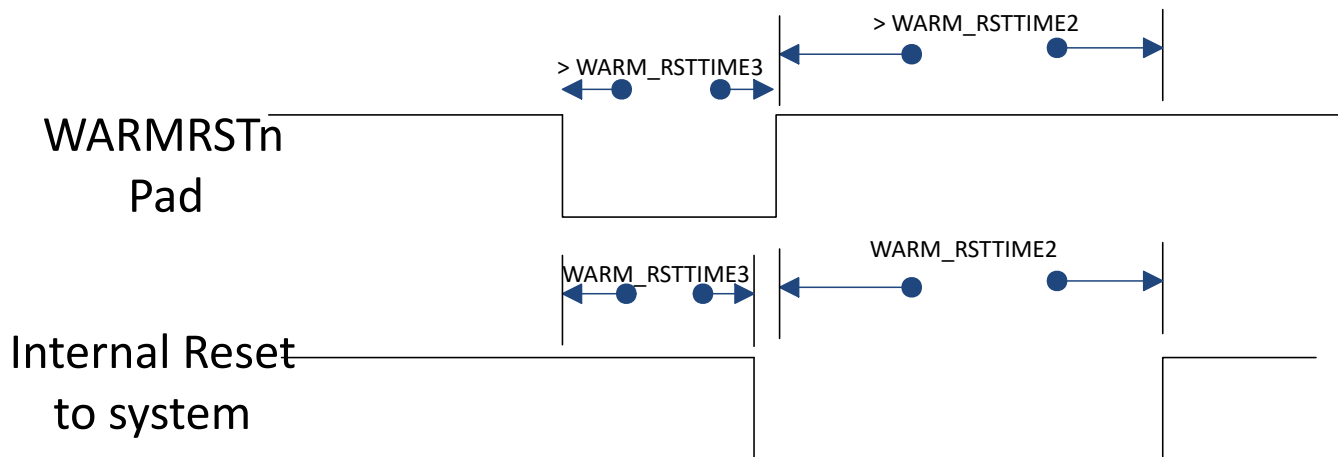 > WARM_RSTTIME2
> WARM_RSTTIME3
WARMRSTn
Pad
WARM_RSTTIME2
WARM_RSTTIME3
Internal Reset
to system